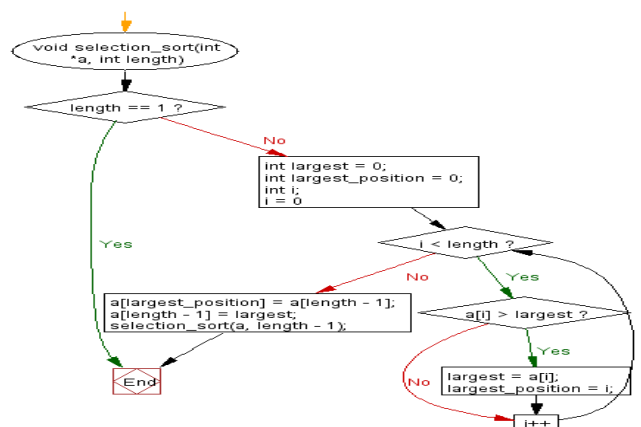 void selection_sort(int
*a, int length)
length == 1 ?
No
int largest = 0;
int largest_position = 0;
int i;
i = 0
Yes
i < length ?
No
Yes
a[largest_position] = a[length - 1];
a[length - 1] = largest;
selection_sort(a, length - 1);
a[i] > largest ?
Yes
No
End
largest = a[i];
largest_position = i;
i++